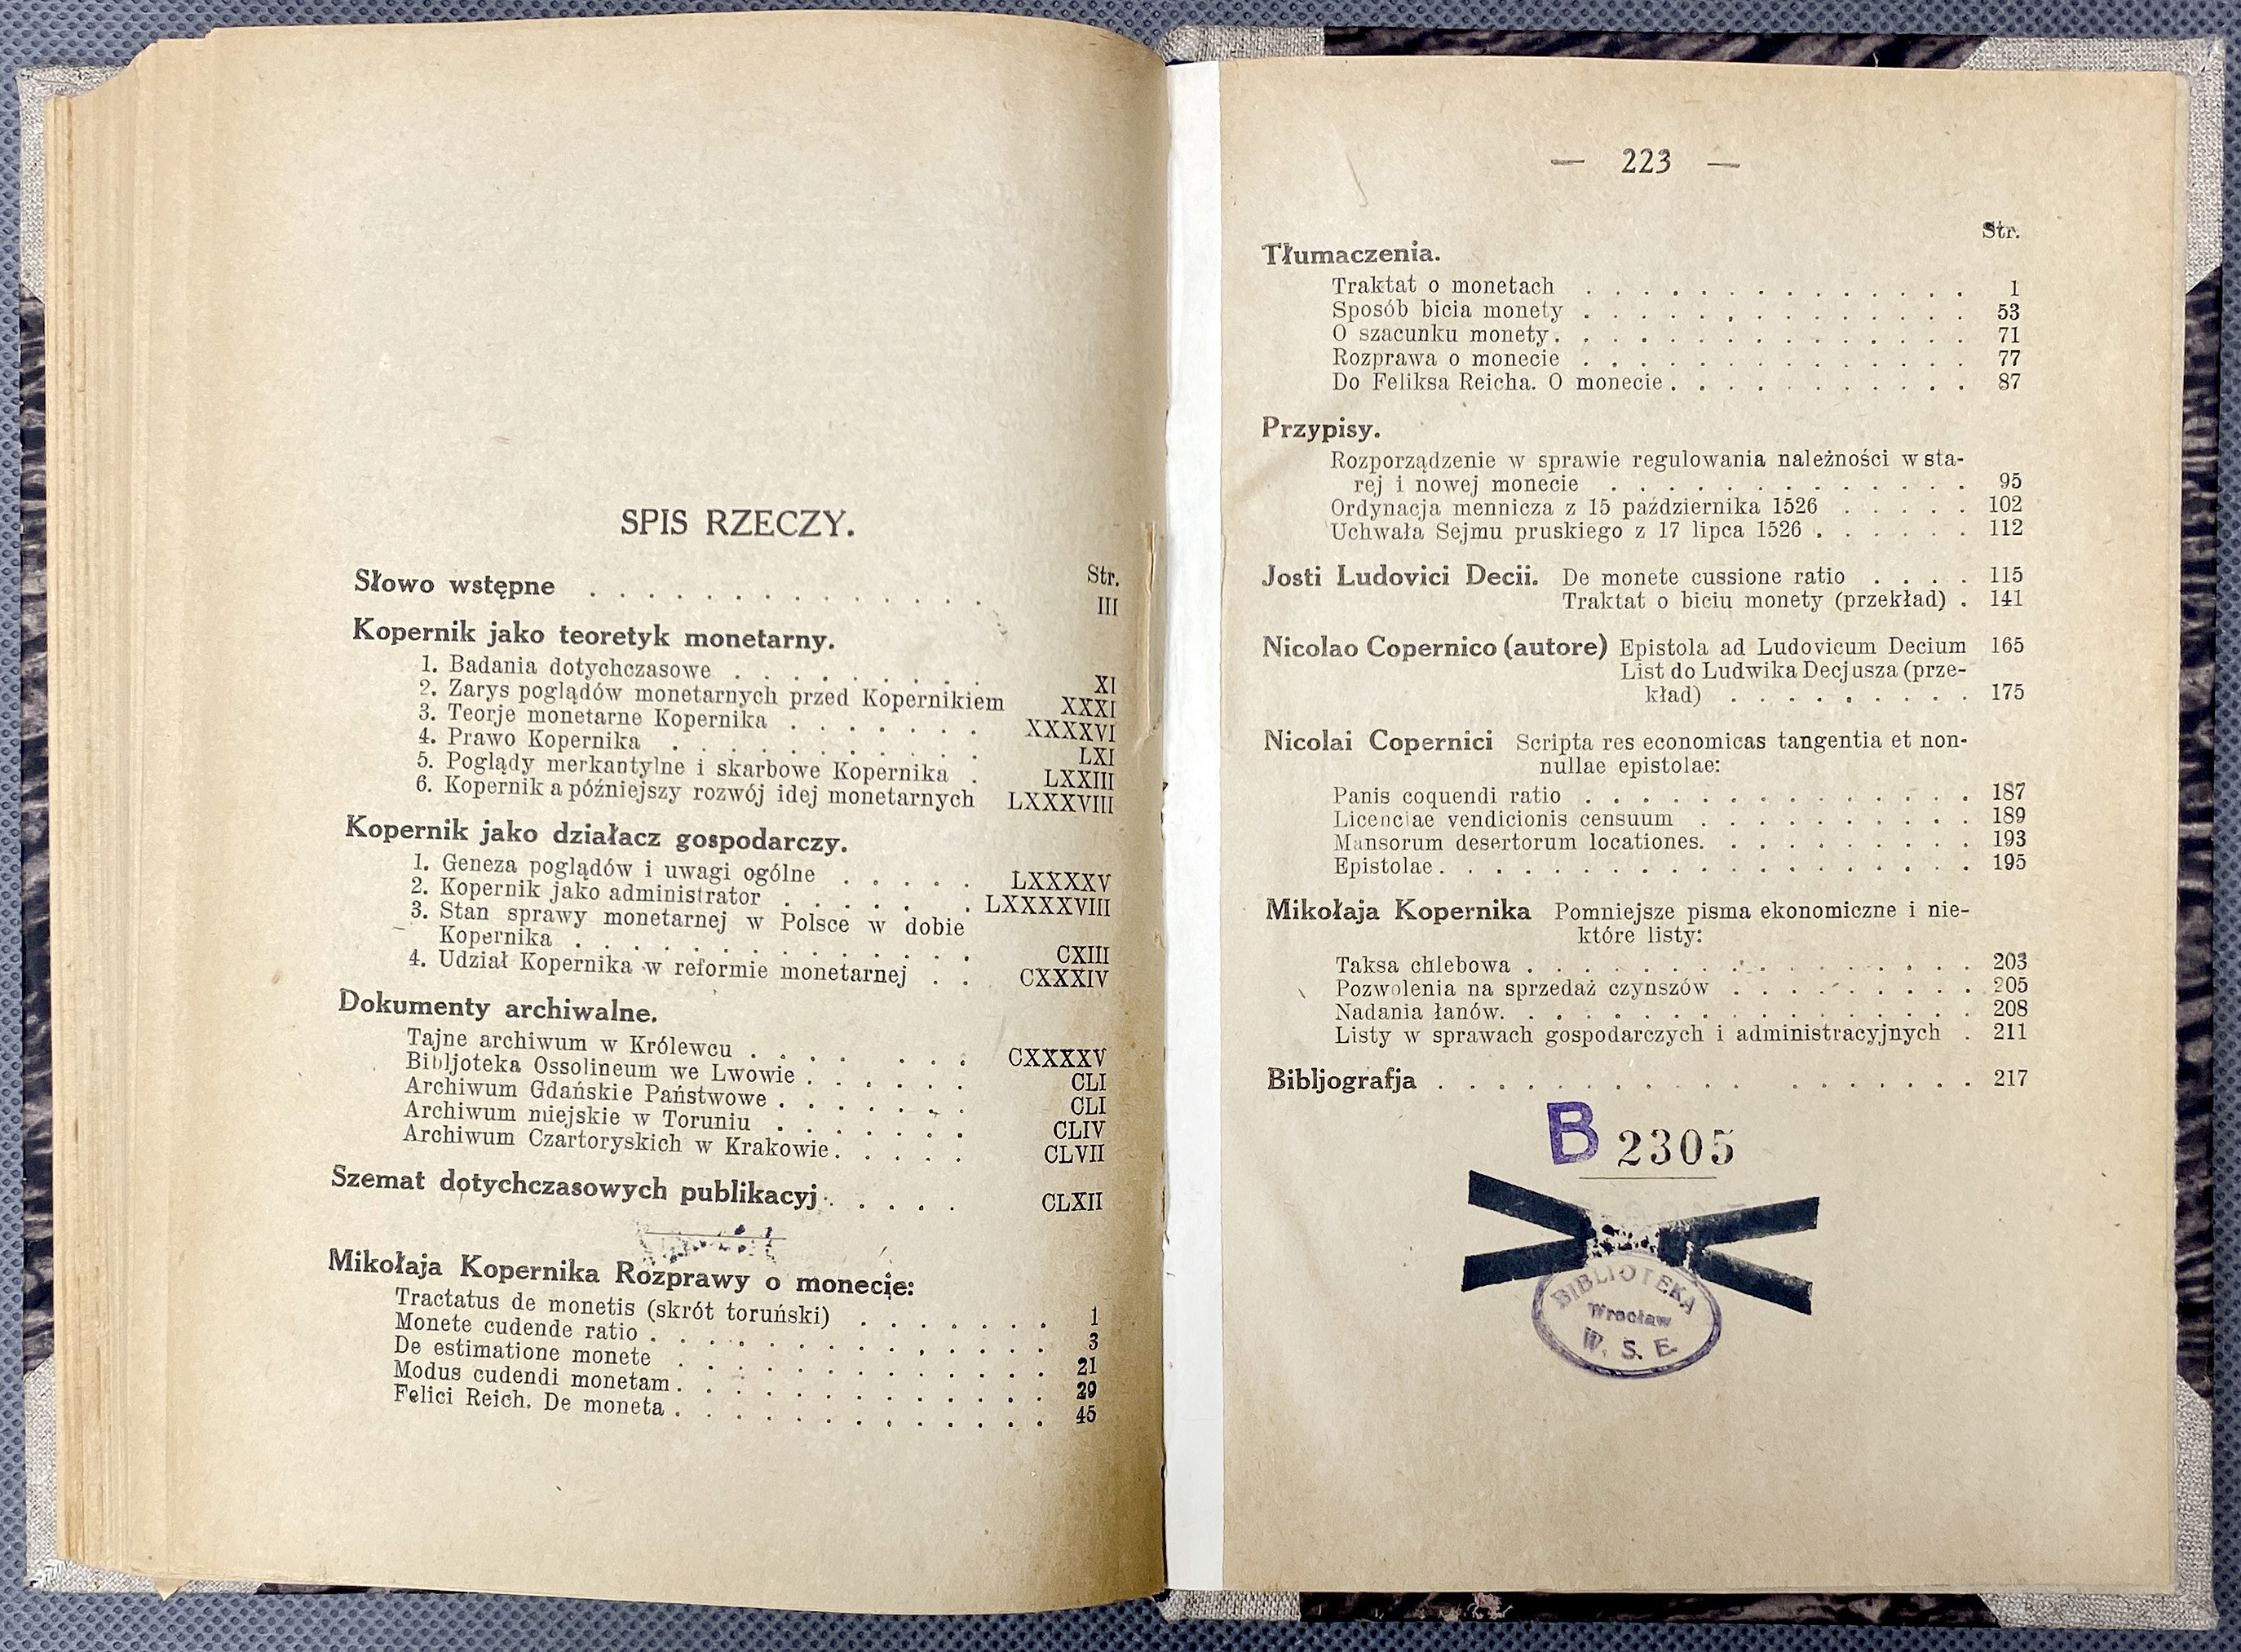 SPIS RZECZY.
Str.
Słowo wstępne . . . . . . . . . . . . . . III
Kopernik jako teoretyk monetarny.
1. Badania dotychczasowe . . . . . . . . . XI
2. Zarys poglądów monetarnych przed Kopernikiem XXXI
3. Teorje monetarne Kopernika . . . . . . . XXXXVI
4. Prawo Kopernika . . . . . . . . . . . LXI
5. Poglądy merkantylne i skarbowe Kopernika . LXXIII
6. Kopernik a późniejszy rozwój idej monetarnych LXXXVIII
Kopernik jako działacz gospodarczy.
1. Geneza poglądów i uwagi ogólne . . . . . LXXXXV
2. Kopernik jako administrator . . . . . . LXXXXVIII
3. Stan sprawy monetarnej w Polsce w dobie
Kopernika . . . . . . . . . . . . . . CXIII
4. Udział Kopernika w reformie monetarnej . . CXXXIV
Dokumenty archiwalne.
Tajne archiwum w Królewcu . . . . . . . CXXXXV
Bibljoteka Ossolineum we Lwowie . . . . . . CLI
Archiwum Gdańskie Państwowe . . . . . . . CLI
Archiwum miejskie w Toruniu . . . . . . . CLIV
Archiwum Czartoryskich w Krakowie . . . . . CLVII
Szemat dotychczasowych publikacyj . . . . . CLXII
Mikołaja Kopernika Rozprawy o monecie:
Tractatus de monetis (skrót toruński) . . . . . . . 1
Monete cudende ratio . . . . . . . . . . . . . . 3
De estimatione monete . . . . . . . . . . . . . 21
Modus cudendi monetam . . . . . . . . . . . . . 29
Felici Reich. De moneta . . . . . . . . . . . . . 45
— 223 —
Str.
Tłumaczenia.
Traktat o monetach . . . . . . . . . . . . . . 1
Sposób bicia monety . . . . . . . . . . . . . . 53
O szacunku monety . . . . . . . . . . . . . . . 71
Rozprawa o monecie . . . . . . . . . . . . . . 77
Do Feliksa Reicha. O monecie . . . . . . . . . . . 87
Przypisy.
Rozporządzenie w sprawie regulowania należności w sta-
rej i nowej monecie . . . . . . . . . . . . . 95
Ordynacja mennicza z 15 października 1526 . . . . . 102
Uchwała Sejmu pruskiego z 17 lipca 1526 . . . . . . 112
Josti Ludovici Decii. De monete cussione ratio . . . . 115
Traktat o biciu monety (przekład) . 141
Nicolao Copernico (autore) Epistola ad Ludovicum Decium 165
List do Ludwika Decjusza (prze-
kład) . . . . . . . . . 175
Nicolai Copernici Scripta res economicas tangentia et non-
nullae epistolae:
Panis coquendi ratio . . . . . . . . . . . . . . 187
Licenciae vendicionis censuum . . . . . . . . . . 189
Mansorum desertorum locationes. . . . . . . . . . 193
Epistolae . . . . . . . . . . . . . . . . . . . 195
Mikołaja Kopernika Pomniejsze pisma ekonomiczne i nie-
które listy:
Taksa chlebowa . . . . . . . . . . . . . . . . 203
Pozwolenia na sprzedaż czynszów . . . . . . . . . 205
Nadania łanów. . . . . . . . . . . . . . . . . 208
Listy w sprawach gospodarczych i administracyjnych . 211
Bibljografja . . . . . . . . . . . . . . . . . . 217
B 2305
BIBLIOTEKA
Wrocław
W. S. E.